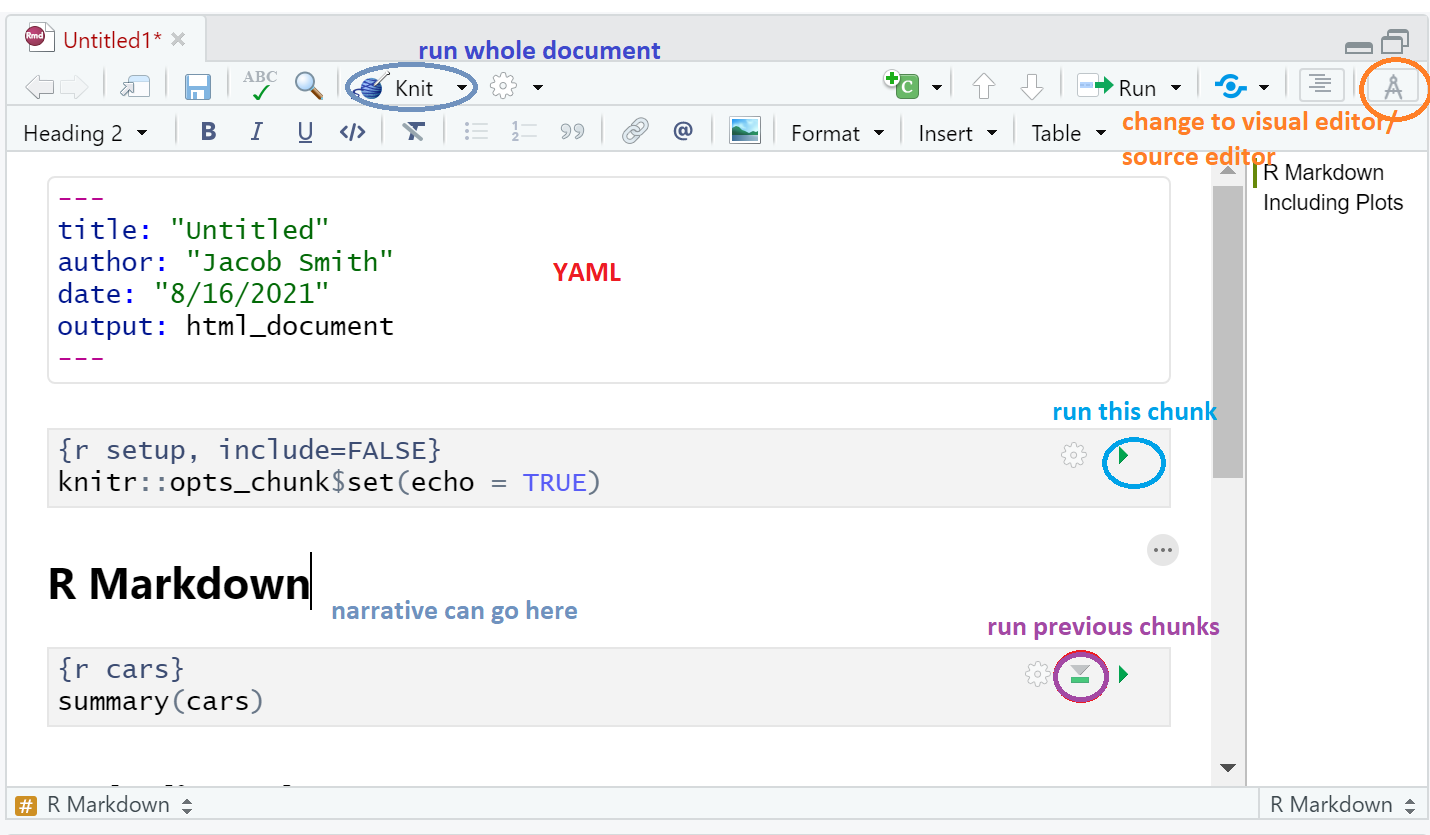 Rmd Untitled1*
run whole document
ABC Knit C Run
Heading 2 B I U </> Format Insert Table
change to visual editor/
source editor
R Markdown
Including Plots
---
title: "Untitled"
author: "Jacob Smith"
YAML
date: "8/16/2021"
output: html_document
---
run this chunk
{r setup, include=FALSE}
knitr::opts_chunk$set(echo = TRUE)
R Markdown
narrative can go here
run previous chunks
{r cars}
summary(cars)
# R Markdown
R Markdown